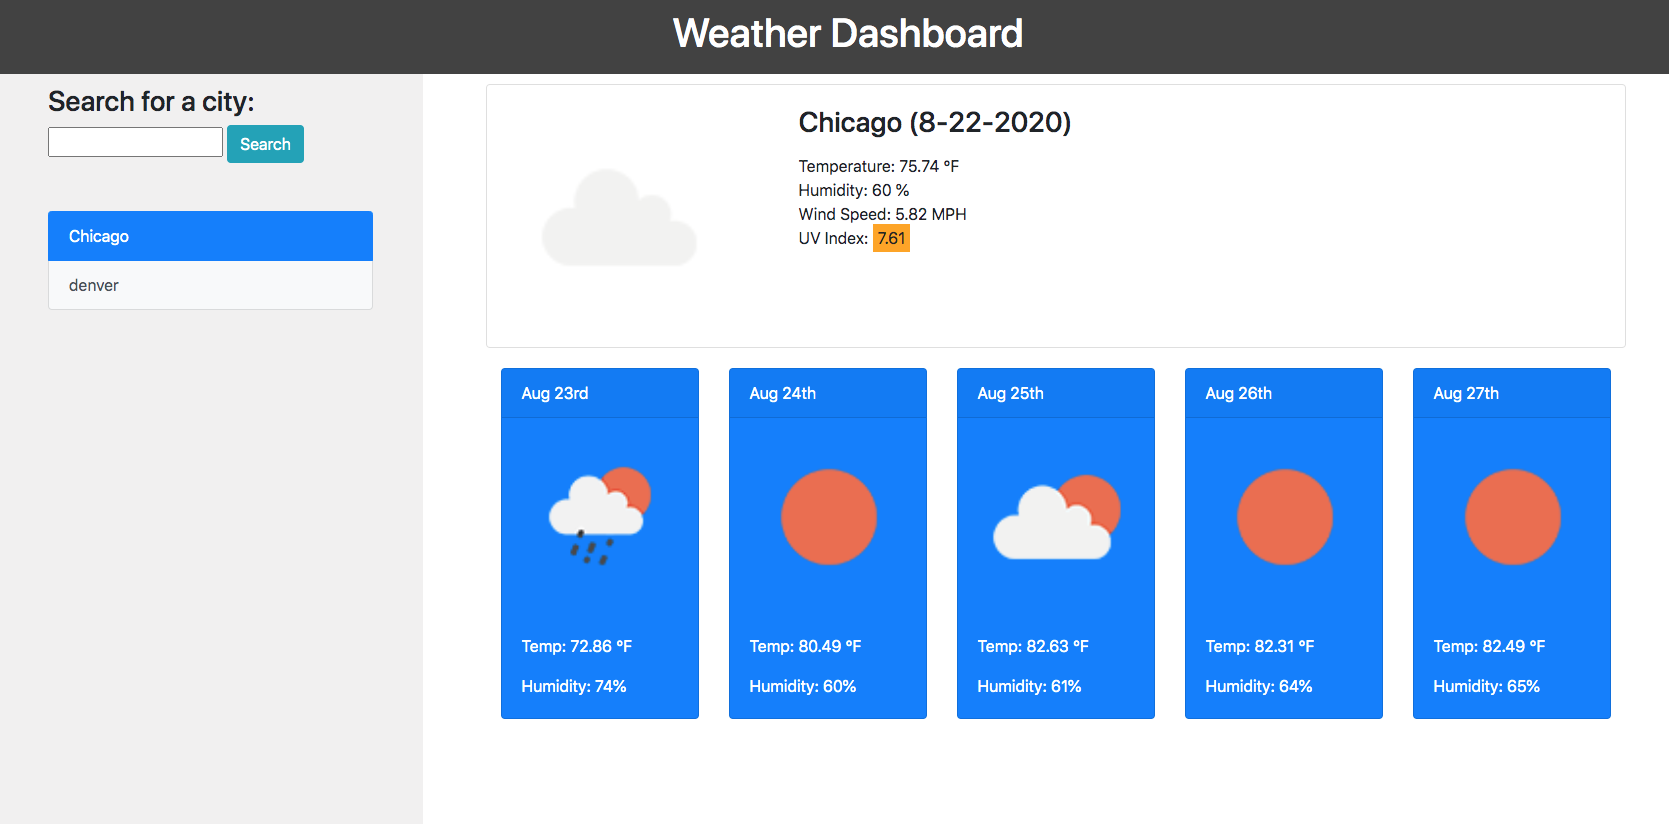 Weather Dashboard
Search for a city:
Search
Chicago
denver
Chicago (8-22-2020)
Temperature: 75.74 °F
Humidity: 60 %
Wind Speed: 5.82 MPH
UV Index: 7.61
Aug 23rd
Temp: 72.86 °F
Humidity: 74%
Aug 24th
Temp: 80.49 °F
Humidity: 60%
Aug 25th
Temp: 82.63 °F
Humidity: 61%
Aug 26th
Temp: 82.31 °F
Humidity: 64%
Aug 27th
Temp: 82.49 °F
Humidity: 65%